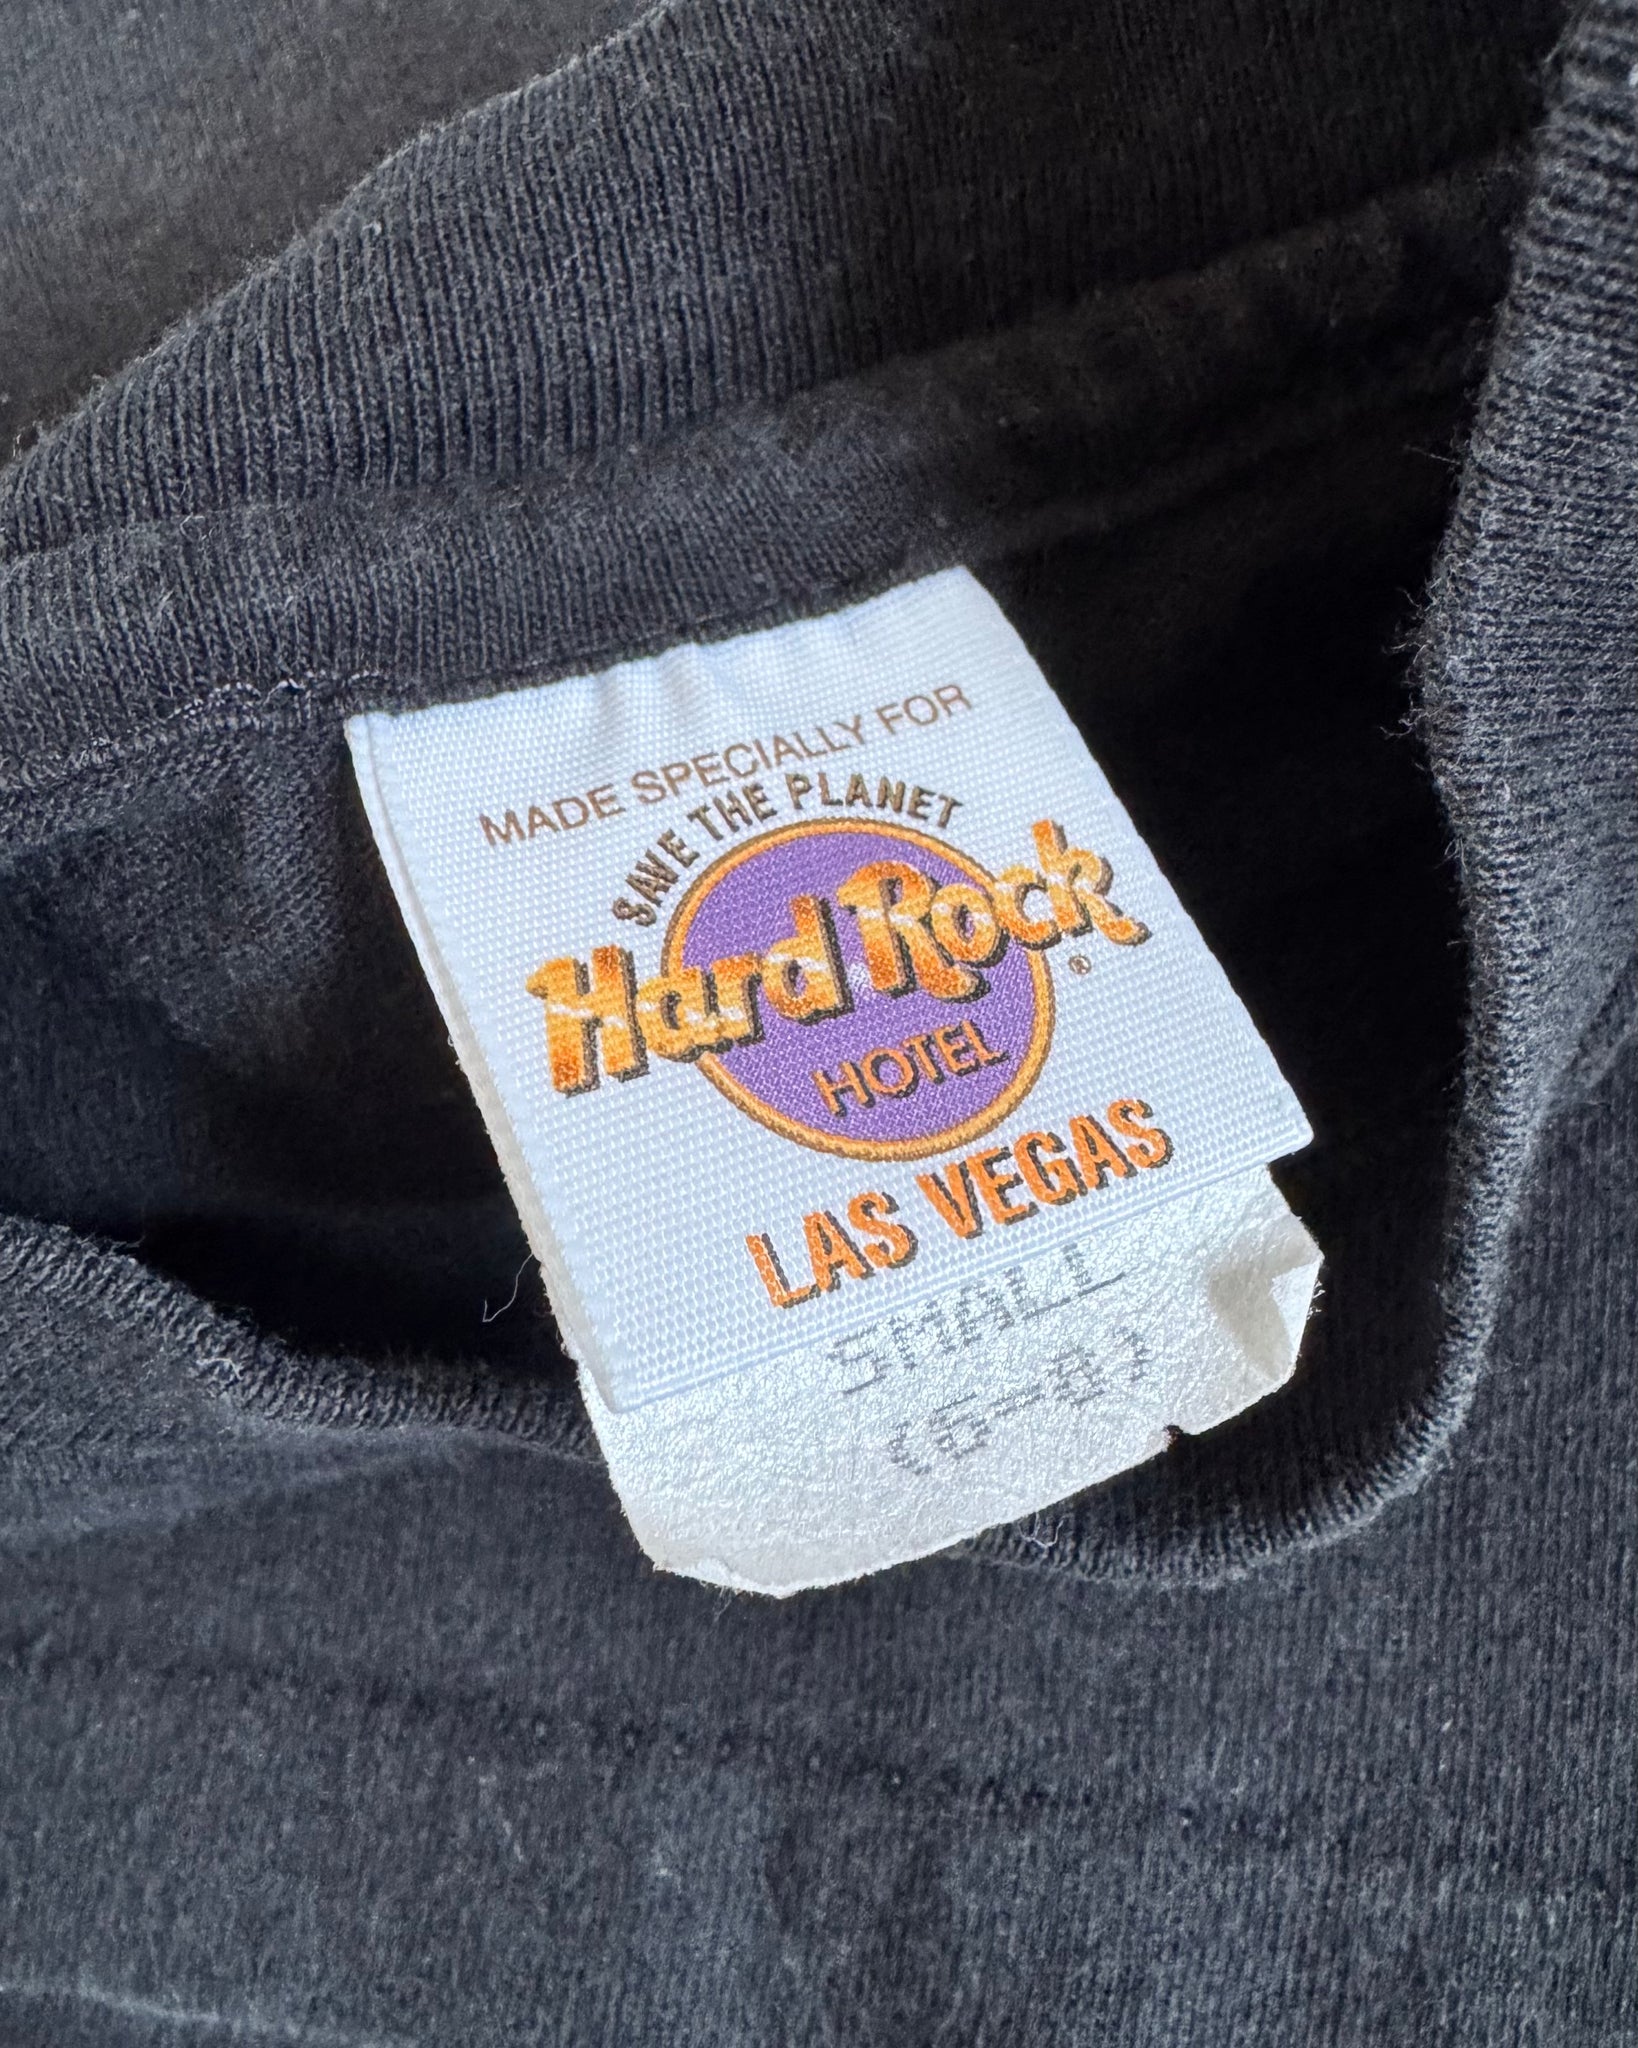 MADE SPECIALLY FOR
SAVE THE PLANET
Hard Rock ®
HOTEL
LAS VEGAS
SMALL
(6-8)